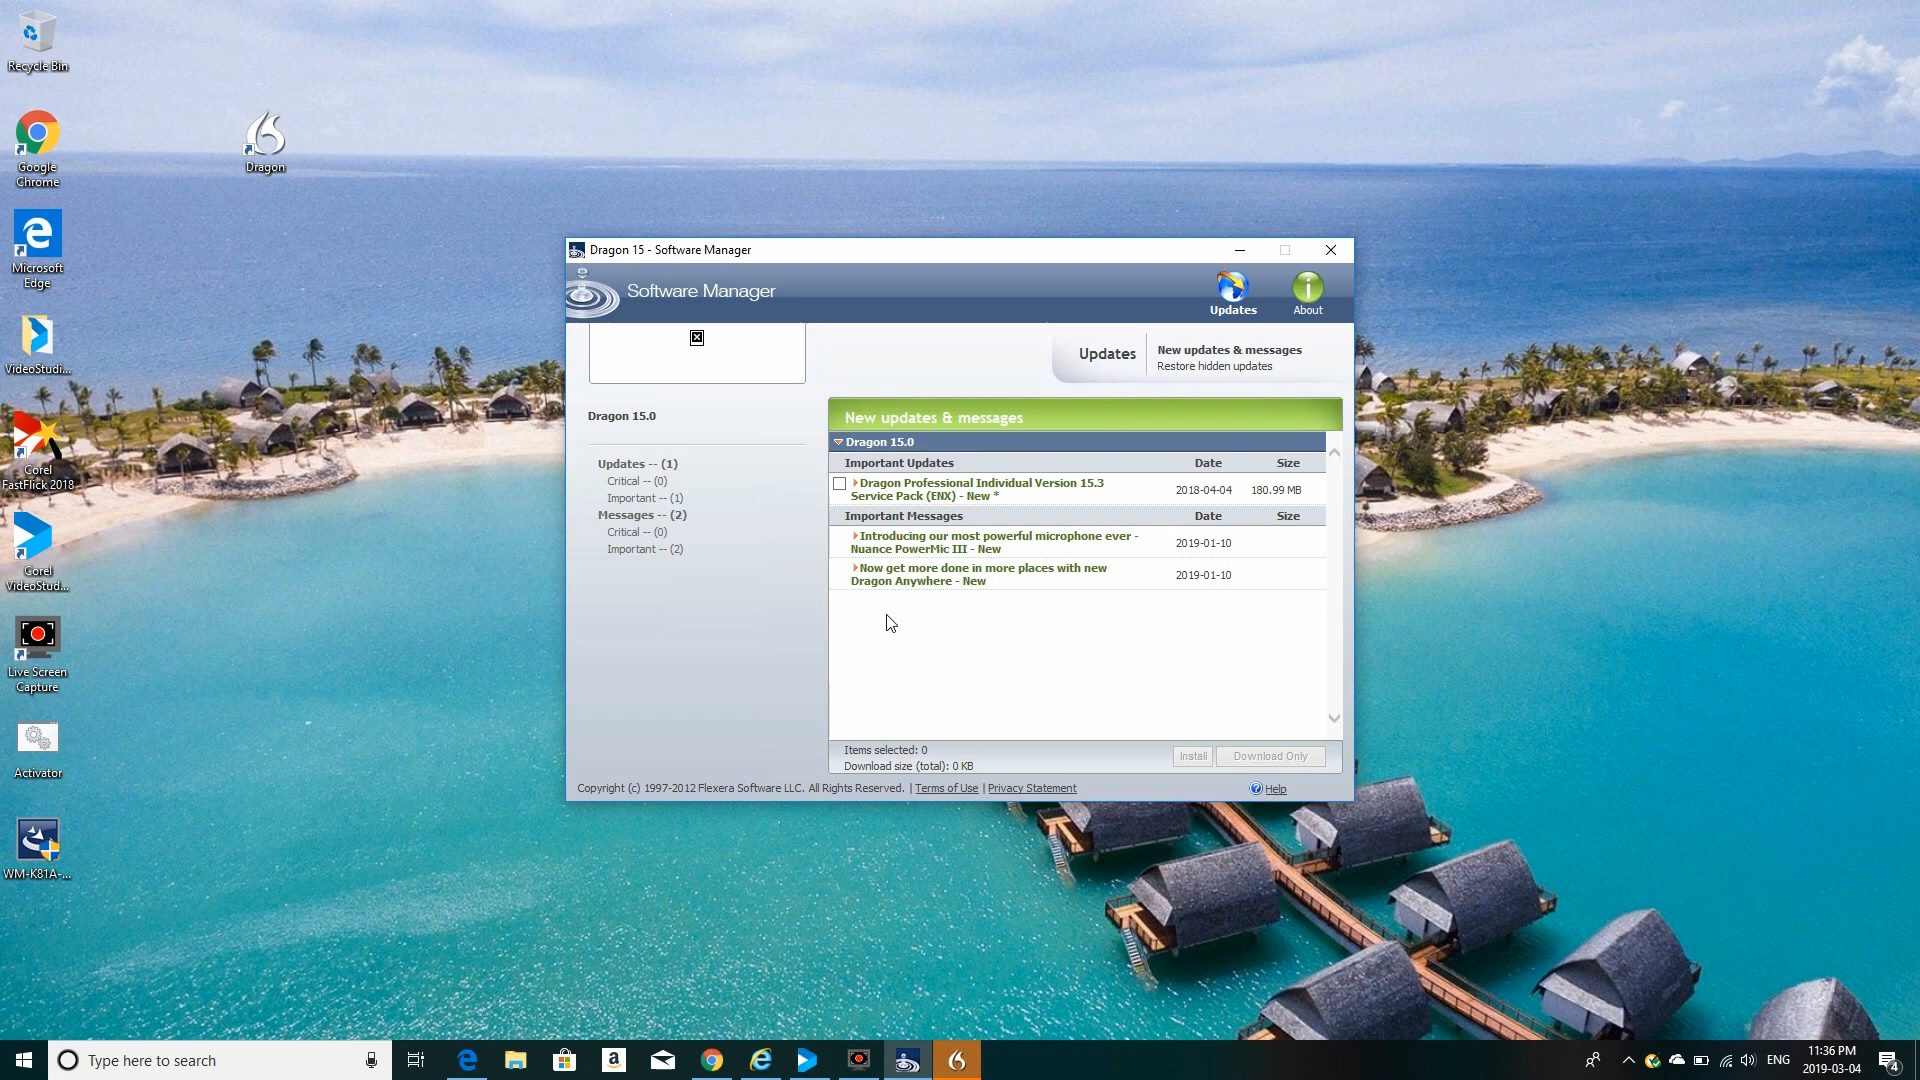 Recycle Bin
Google
Chrome
Dragon
Microsoft
Edge
VideoStudi...
Corel
FastFlick 2018
Corel
VideoStud...
Live Screen
Capture
Activator
WM-K81A-...
Dragon 15 - Software Manager
Software Manager
Updates
About
Updates
New updates & messages
Restore hidden updates
Dragon 15.0
Updates -- (1)
Critical -- (0)
Important -- (1)
Messages -- (2)
Critical -- (0)
Important -- (2)
New updates & messages
Dragon 15.0
Important Updates Date Size
Dragon Professional Individual Version 15.3
Service Pack (ENX) - New *
2018-04-04 180.99 MB
Important Messages Date Size
Introducing our most powerful microphone ever -
Nuance PowerMic III - New
2019-01-10
Now get more done in more places with new
Dragon Anywhere - New
2019-01-10
Items selected: 0
Download size (total): 0 KB
Install
Download Only
Copyright (c) 1997-2012 Flexera Software LLC. All Rights Reserved. | Terms of Use | Privacy Statement
Help
Type here to search
ENG
11:36 PM
2019-03-04
4